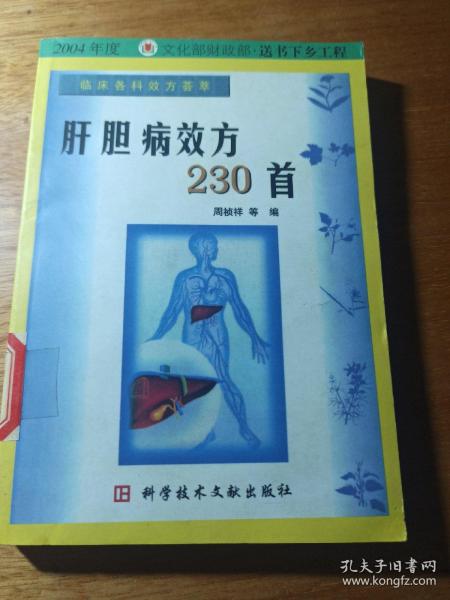 2004年度 文化部财政部·送书下乡工程
临床各科效方荟萃
肝胆病效方
230首
周祯祥 等 编
科学技术文献出版社
孔夫子旧书网
www.kongfz.com